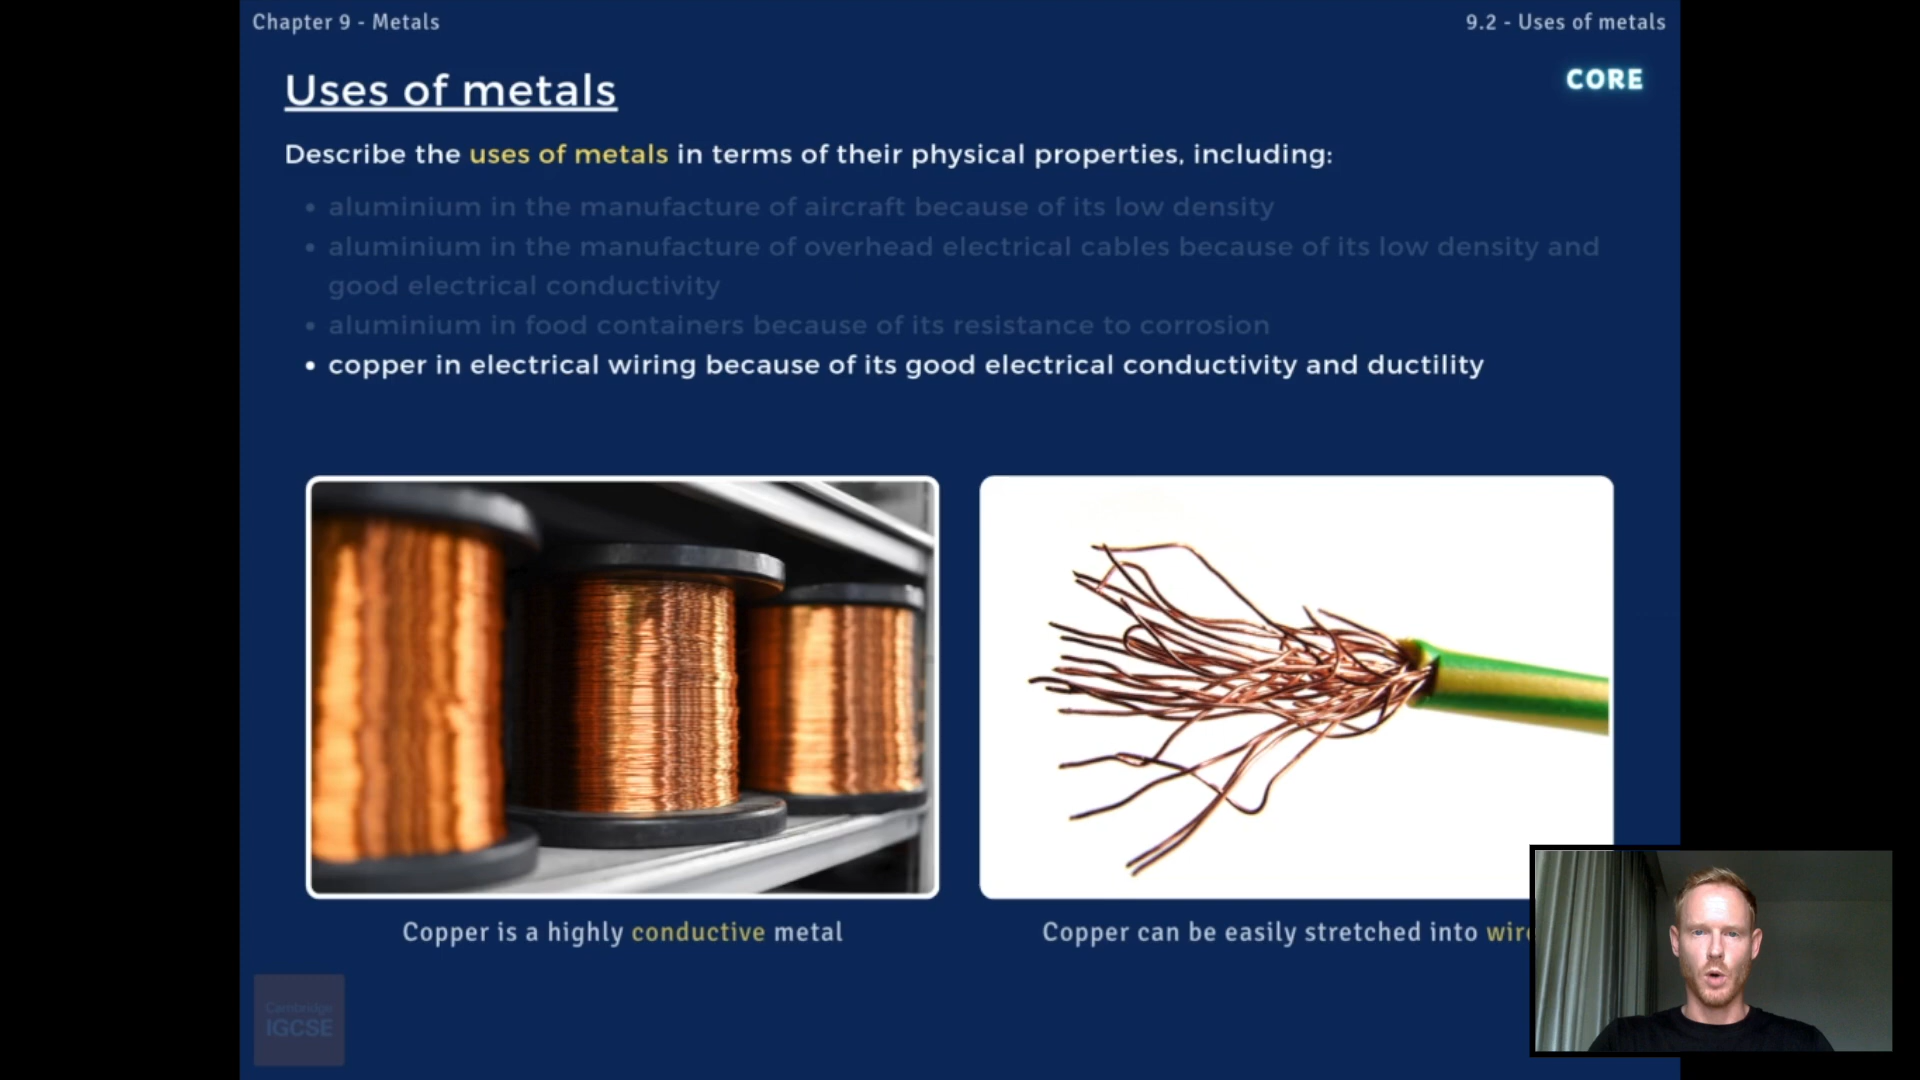 Chapter 9 - Metals
9.2 - Uses of metals
Uses of metals
CORE
Describe the uses of metals in terms of their physical properties, including:
• aluminium in the manufacture of aircraft because of its low density
• aluminium in the manufacture of overhead electrical cables because of its low density and
good electrical conductivity
• aluminium in food containers because of its resistance to corrosion
• copper in electrical wiring because of its good electrical conductivity and ductility
Copper is a highly conductive metal
Copper can be easily stretched into
Cambridge
IGCSE